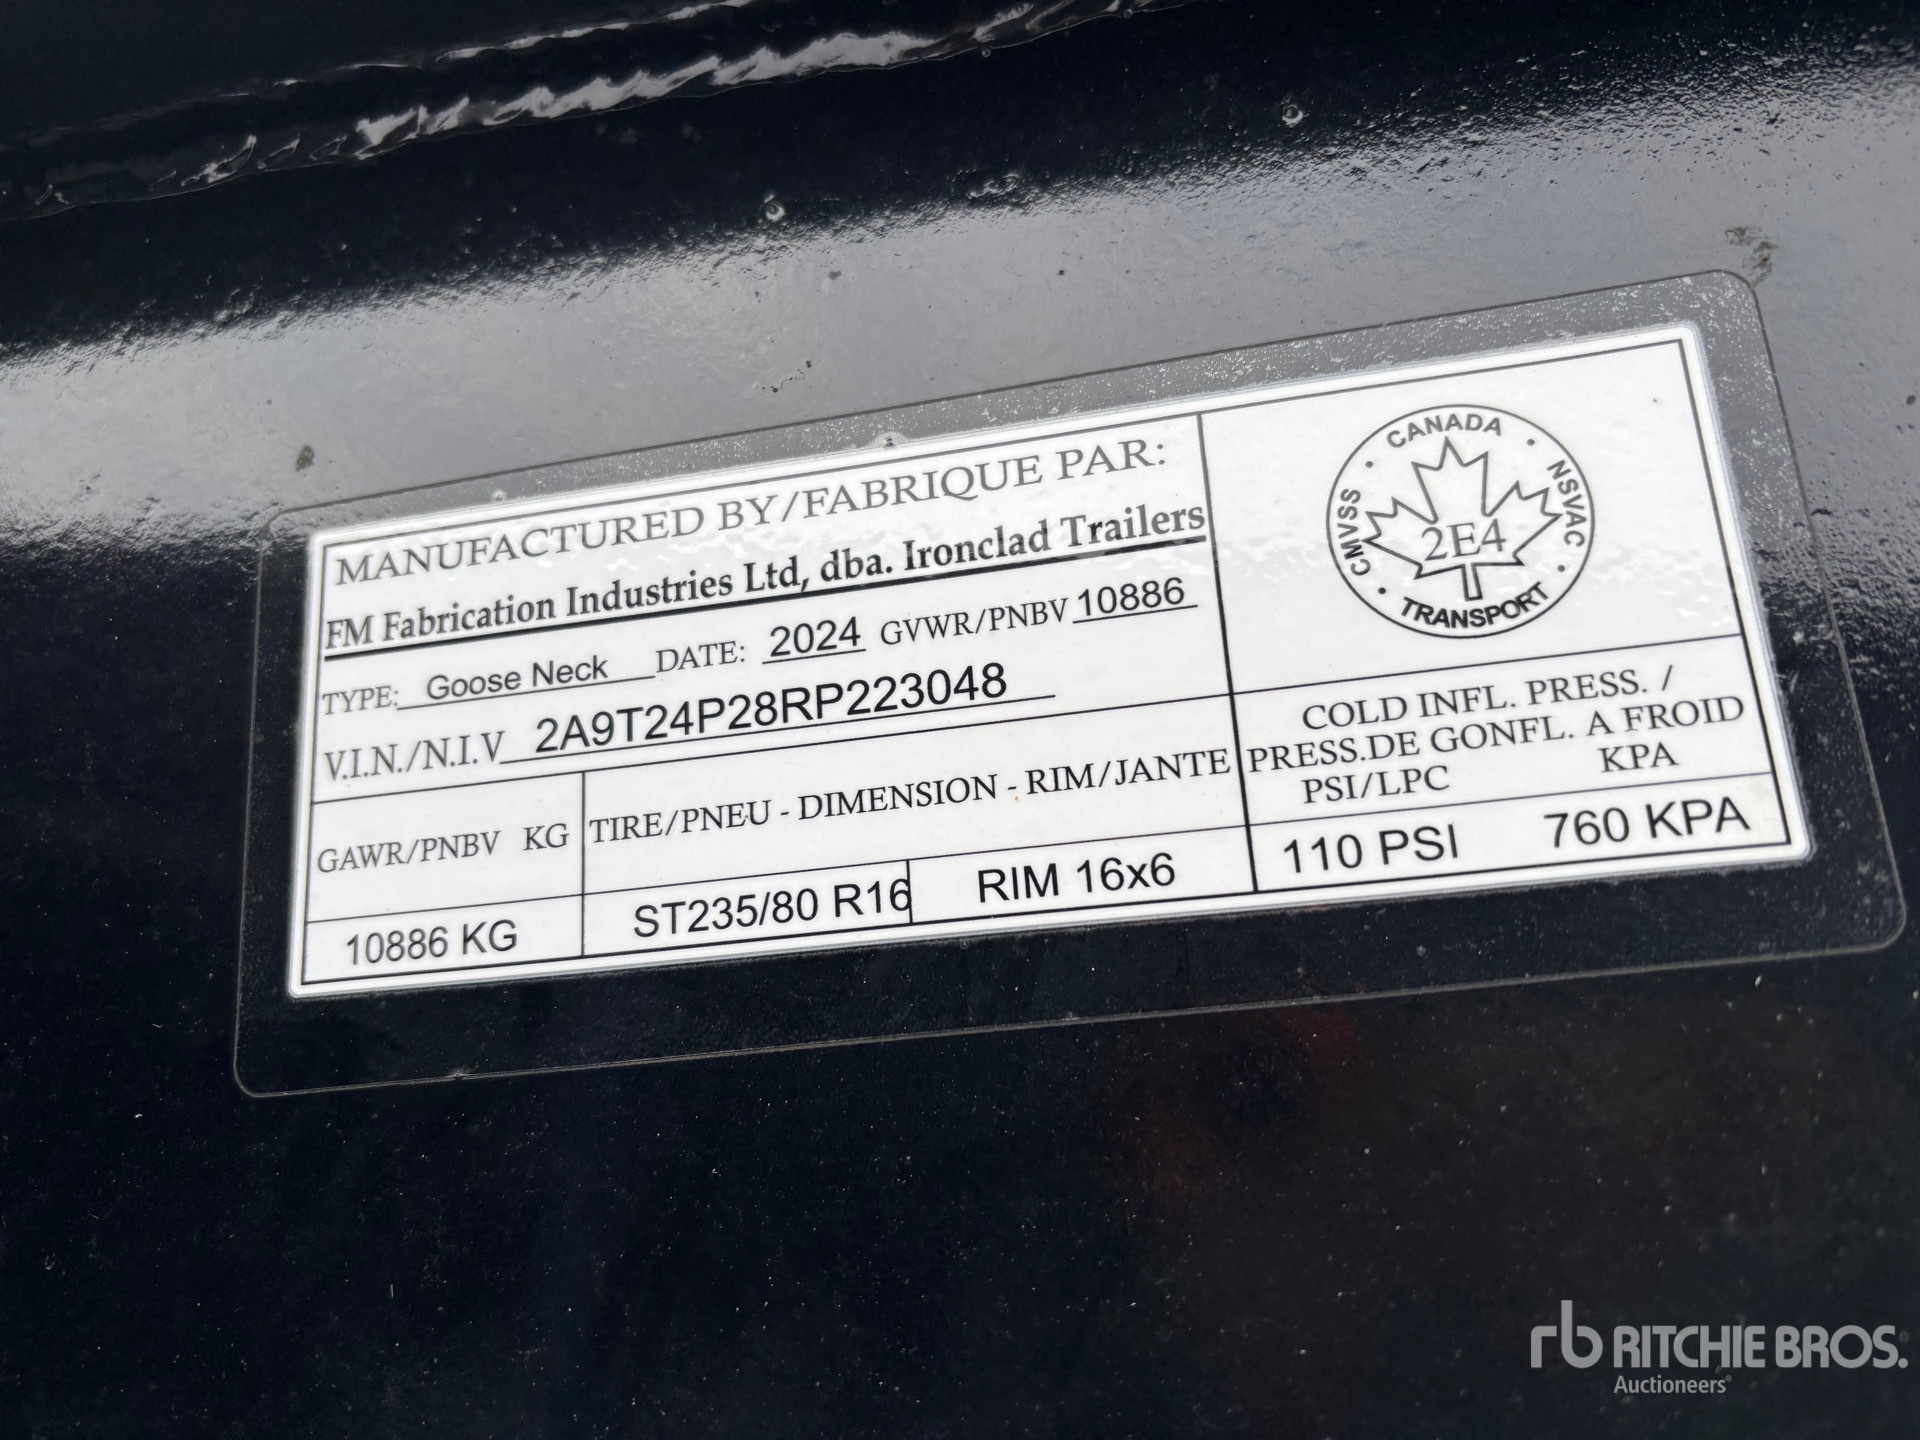 MANUFACTURED BY/FABRIQUE PAR:
FM Fabrication Industries Ltd, dba. Ironclad Trailers
TYPE: Goose Neck DATE: 2024 GVWR/PNBV 10886
V.I.N./N.I.V 2A9T24P28RP223048
CANADA
CMVSS
NSVAC
2E4
TRANSPORT
GAWR/PNBV KG
TIRE/PNEU - DIMENSION - RIM/JANTE
COLD INFL. PRESS. /
PRESS.DE GONFL. A FROID
PSI/LPC KPA
10886 KG
ST235/80 R16
RIM 16x6
110 PSI 760 KPA
rb RITCHIE BROS.
Auctioneers